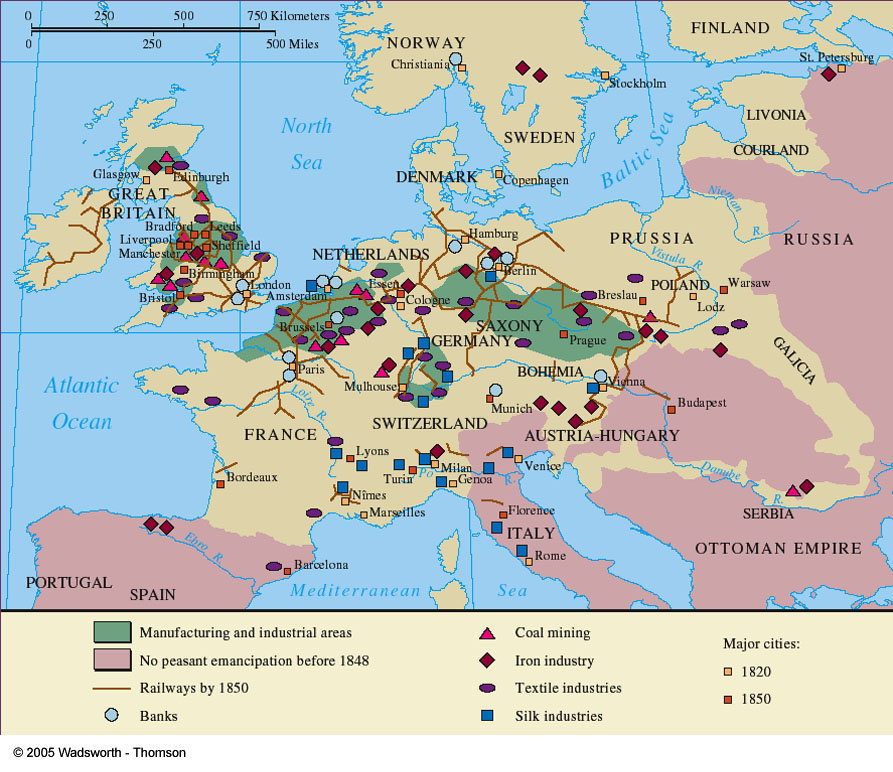 0 250 500 750 Kilometers
0 250 500 Miles
NORWAY
Christiania
FINLAND
St. Petersburg
Stockholm
LIVONIA
North
Sea
SWEDEN
COURLAND
Baltic Sea
Glasgow
Edinburgh
DENMARK
Copenhagen
GREAT
BRITAIN
Nieman
R.
Bradford
Leeds
Liverpool
Sheffield
Manchester
Hamburg
PRUSSIA
RUSSIA
NETHERLANDS
Vistula R.
Birmingham
Berlin
London
Essen
POLAND
Warsaw
Bristol
Amsterdam
Cologne
Breslau
Lodz
Brussels
SAXONY
GERMANY
Prague
GALICIA
Paris
BOHEMIA
Atlantic
Ocean
Mulhouse
Vienna
Loire R.
Munich
Budapest
FRANCE
SWITZERLAND
AUSTRIA-HUNGARY
Lyons
Milan
Venice
Turin
Po
R.
Genoa
Danube
R.
Bordeaux
Nîmes
Marseilles
Florence
SERBIA
ITALY
Ebro R.
Rome
OTTOMAN EMPIRE
Barcelona
PORTUGAL
SPAIN
Mediterranean
Sea
Manufacturing and industrial areas
No peasant emancipation before 1848
Railways by 1850
Banks
Coal mining
Iron industry
Textile industries
Silk industries
Major cities:
1820
1850
© 2005 Wadsworth - Thomson